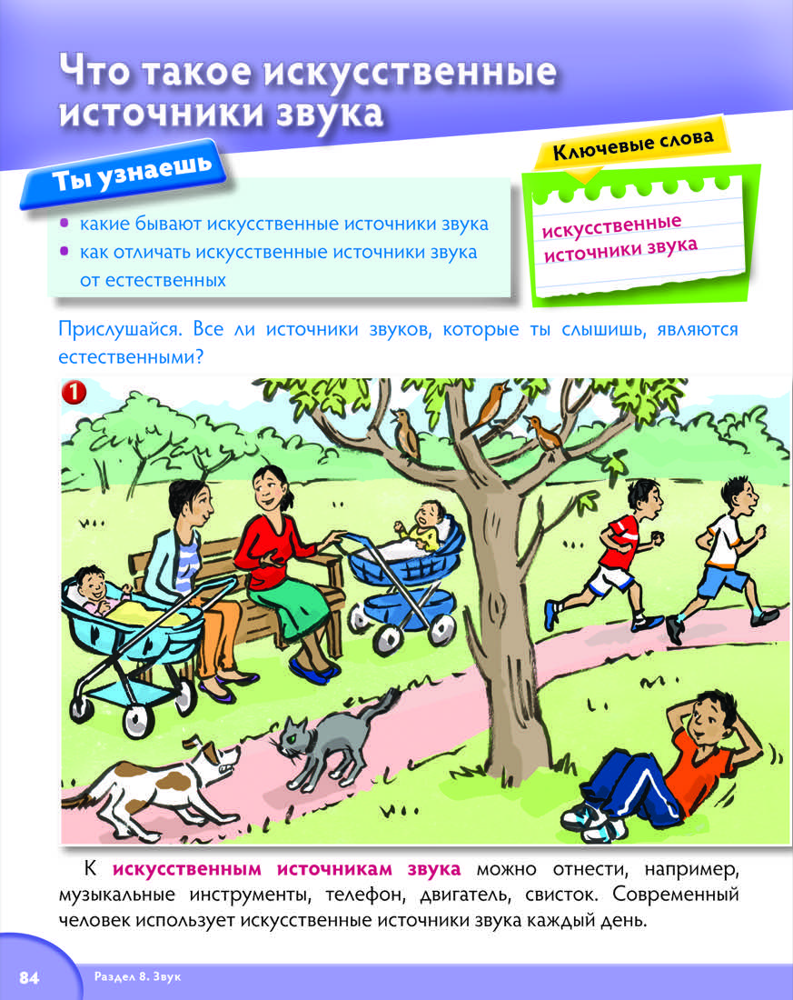 Что такое искусственные
источники звука
Ты узнаешь
Ключевые слова
• какие бывают искусственные источники звука
• как отличать искусственные источники звука
от естественных
искусственные
источники звука
Прислушайся. Все ли источники звуков, которые ты слышишь, являются
естественными?
1
К искусственным источникам звука можно отнести, например,
музыкальные инструменты, телефон, двигатель, свисток. Современный
человек использует искусственные источники звука каждый день.
84
Раздел 8. Звук